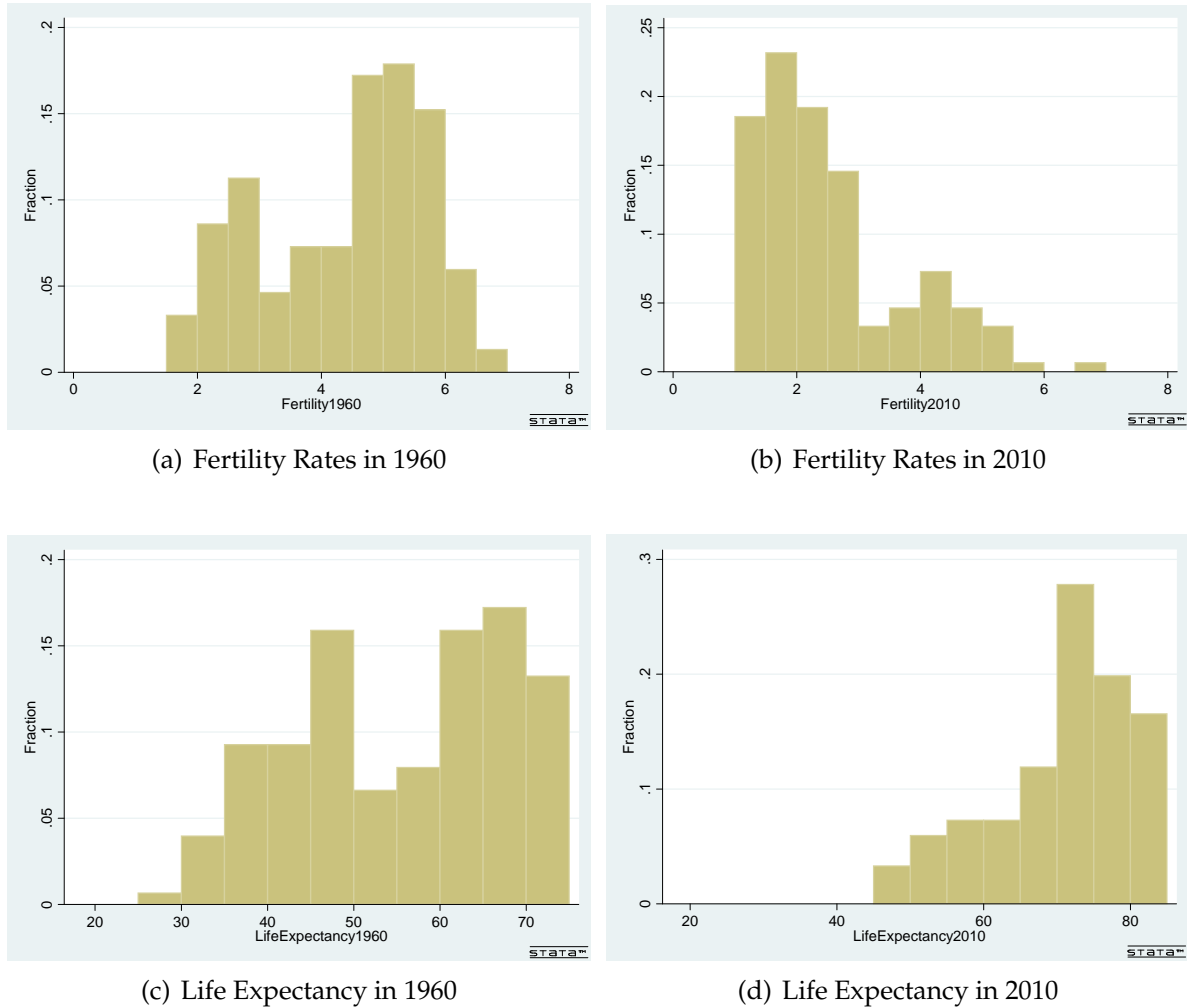 .2
.15
.1
.05
0
Fraction
0 2 4 6 8
Fertility1960
STATA™
(a) Fertility Rates in 1960
.25
.2
.15
.1
.05
0
Fraction
0 2 4 6 8
Fertility2010
STATA™
(b) Fertility Rates in 2010
.2
.15
.1
.05
0
Fraction
20 30 40 50 60 70
LifeExpectancy1960
STATA™
(c) Life Expectancy in 1960
.3
.2
.1
0
Fraction
20 40 60 80
LifeExpectancy2010
STATA™
(d) Life Expectancy in 2010